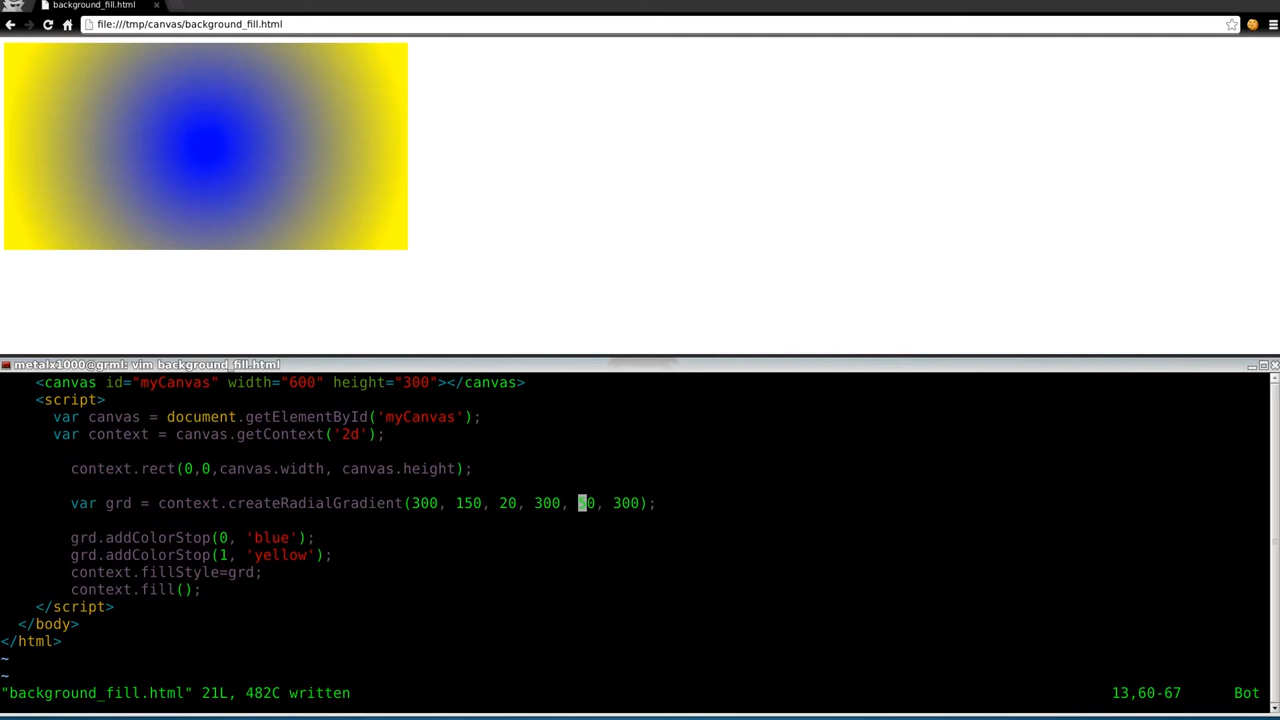 background_fill.html
file:///tmp/canvas/background_fill.html
metalx1000@grml: vim background_fill.html
<canvas id="myCanvas" width="600" height="300"></canvas>
<script>
var canvas = document.getElementById('myCanvas');
var context = canvas.getContext('2d');
context.rect(0,0,canvas.width, canvas.height);
var grd = context.createRadialGradient(300, 150, 20, 300, 50, 300);
grd.addColorStop(0, 'blue');
grd.addColorStop(1, 'yellow');
context.fillStyle=grd;
context.fill();
</script>
</body>
</html>
~
~
"background_fill.html" 21L, 482C written
13,60-67
Bot